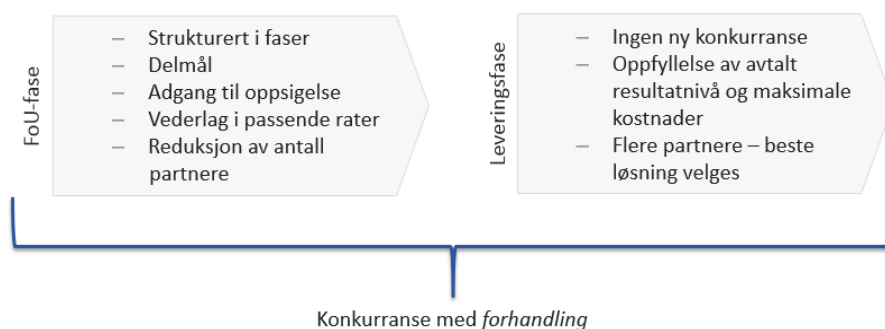 FoU-fase
– Strukturert i faser
– Delmål
– Adgang til oppsigelse
– Vederlag i passende rater
– Reduksjon av antall
partnere
Leveringsfase
– Ingen ny konkurranse
– Oppfyllelse av avtalt
resultatnivå og maksimale
kostnader
– Flere partnere – beste
løsning velges
Konkurranse med forhandling